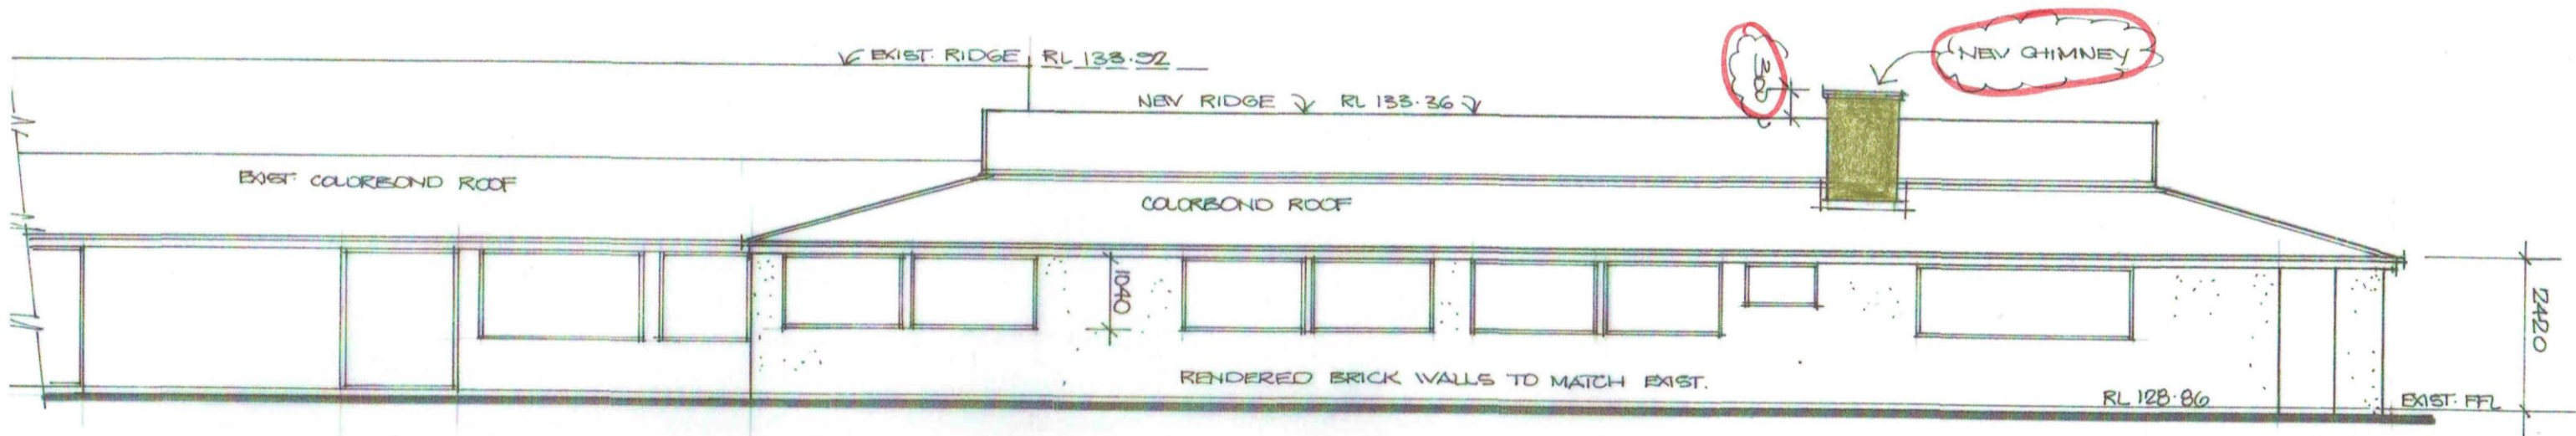 EXIST. RIDGE RL 133.92
NEW RIDGE RL 133.36
NEW CHIMNEY
EXIST. COLORBOND ROOF
COLORBOND ROOF
1040
2420
RENDERED BRICK WALLS TO MATCH EXIST.
RL 128.86
EXIST. FFL